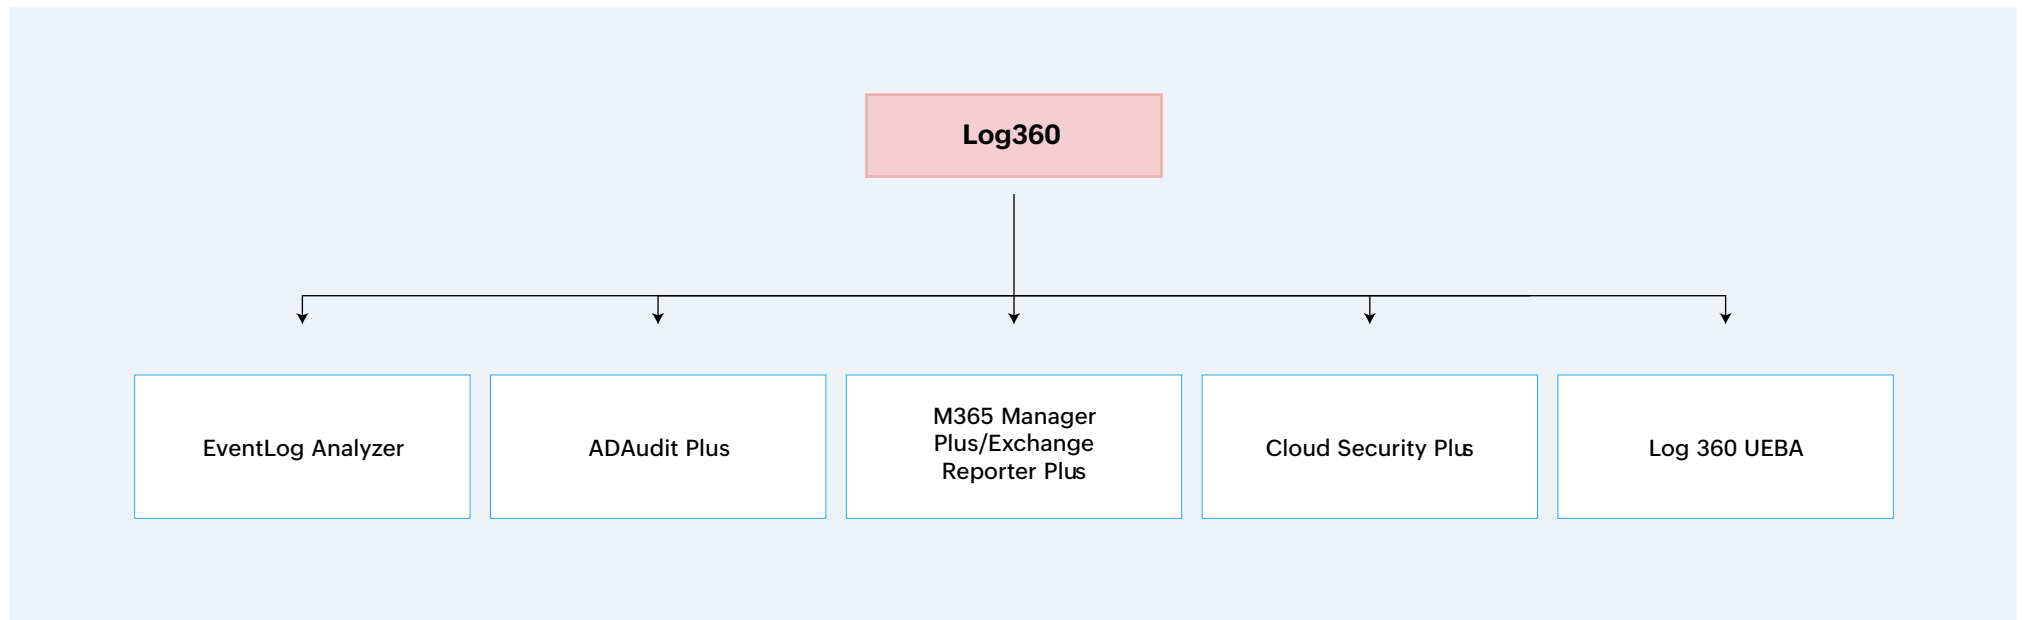 Log360
EventLog Analyzer
ADAudit Plus
M365 Manager
Plus/Exchange
Reporter Plus
Cloud Security Plus
Log 360 UEBA